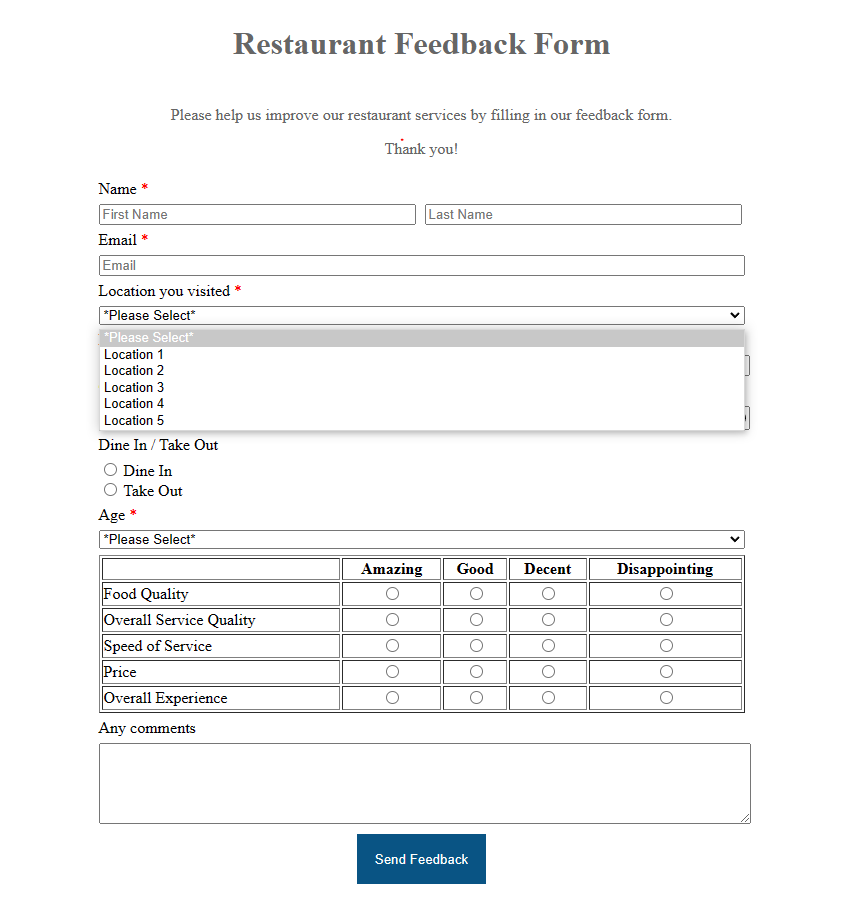 Restaurant Feedback Form
Please help us improve our restaurant services by filling in our feedback form.
Thank you!
Name *
First Name Last Name
Email *
Email
Location you visited *
*Please Select*
*Please Select*
Location 1
Location 2
Location 3
Location 4
Location 5
Dine In / Take Out
Dine In
Take Out
Age *
*Please Select*
Amazing Good Decent Disappointing
Food Quality
Overall Service Quality
Speed of Service
Price
Overall Experience
Any comments
Send Feedback